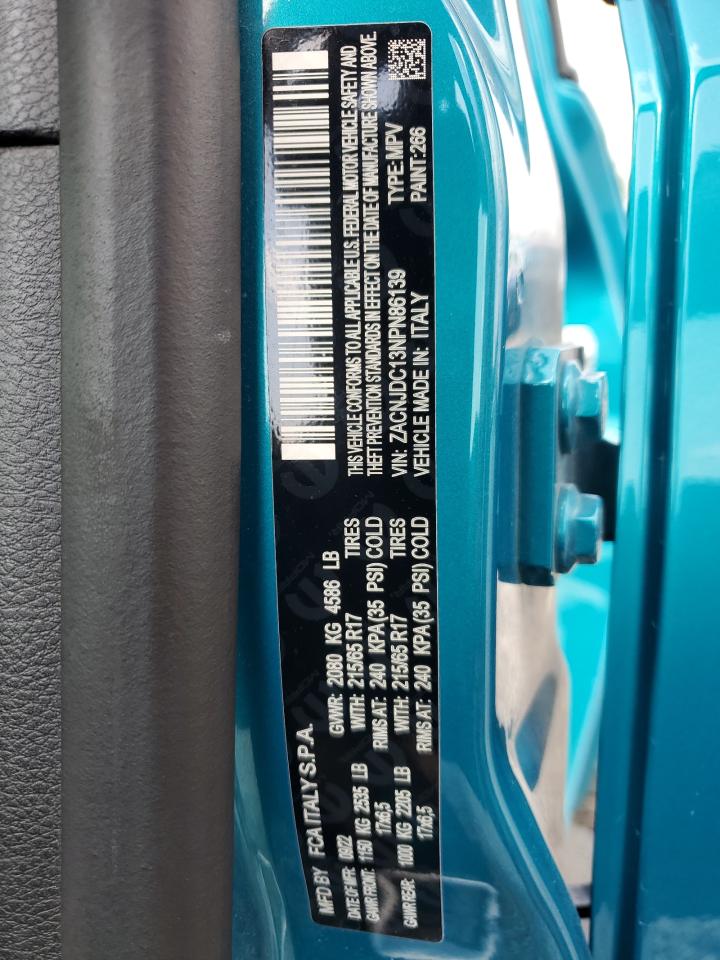 MFD BY FCA ITALY S.P.A.
DATE OF MFR: 09/22 GVWR: 2080 KG 4586 LB
GAWR FRONT: 1150 KG 2535 LB WITH: 215/65 R17 TIRES
17x6,5 RIMS AT: 240 KPA(35 PSI) COLD
GAWR REAR: 1000 KG 2205 LB WITH: 215/65 R17 TIRES
17x6,5 RIMS AT: 240 KPA(35 PSI) COLD
THIS VEHICLE CONFORMS TO ALL APPLICABLE U.S. FEDERAL MOTOR VEHICLE SAFETY AND
THEFT PREVENTION STANDARDS IN EFFECT ON THE DATE OF MANUFACTURE SHOWN ABOVE.
VIN: ZACNJDC13NPN86139 TYPE: MPV
VEHICLE MADE IN: ITALY PAINT: 266